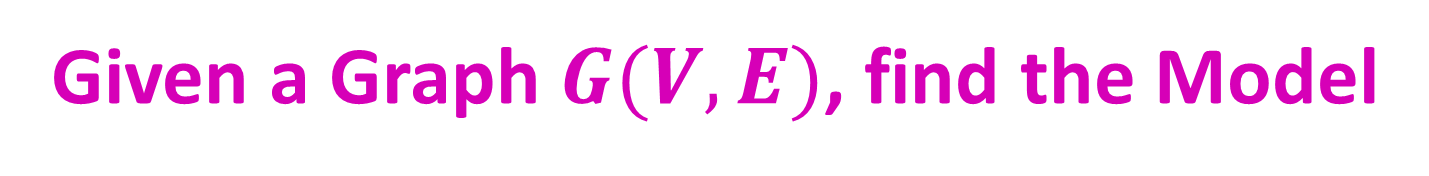 Given a Graph G(V, E), find the Model